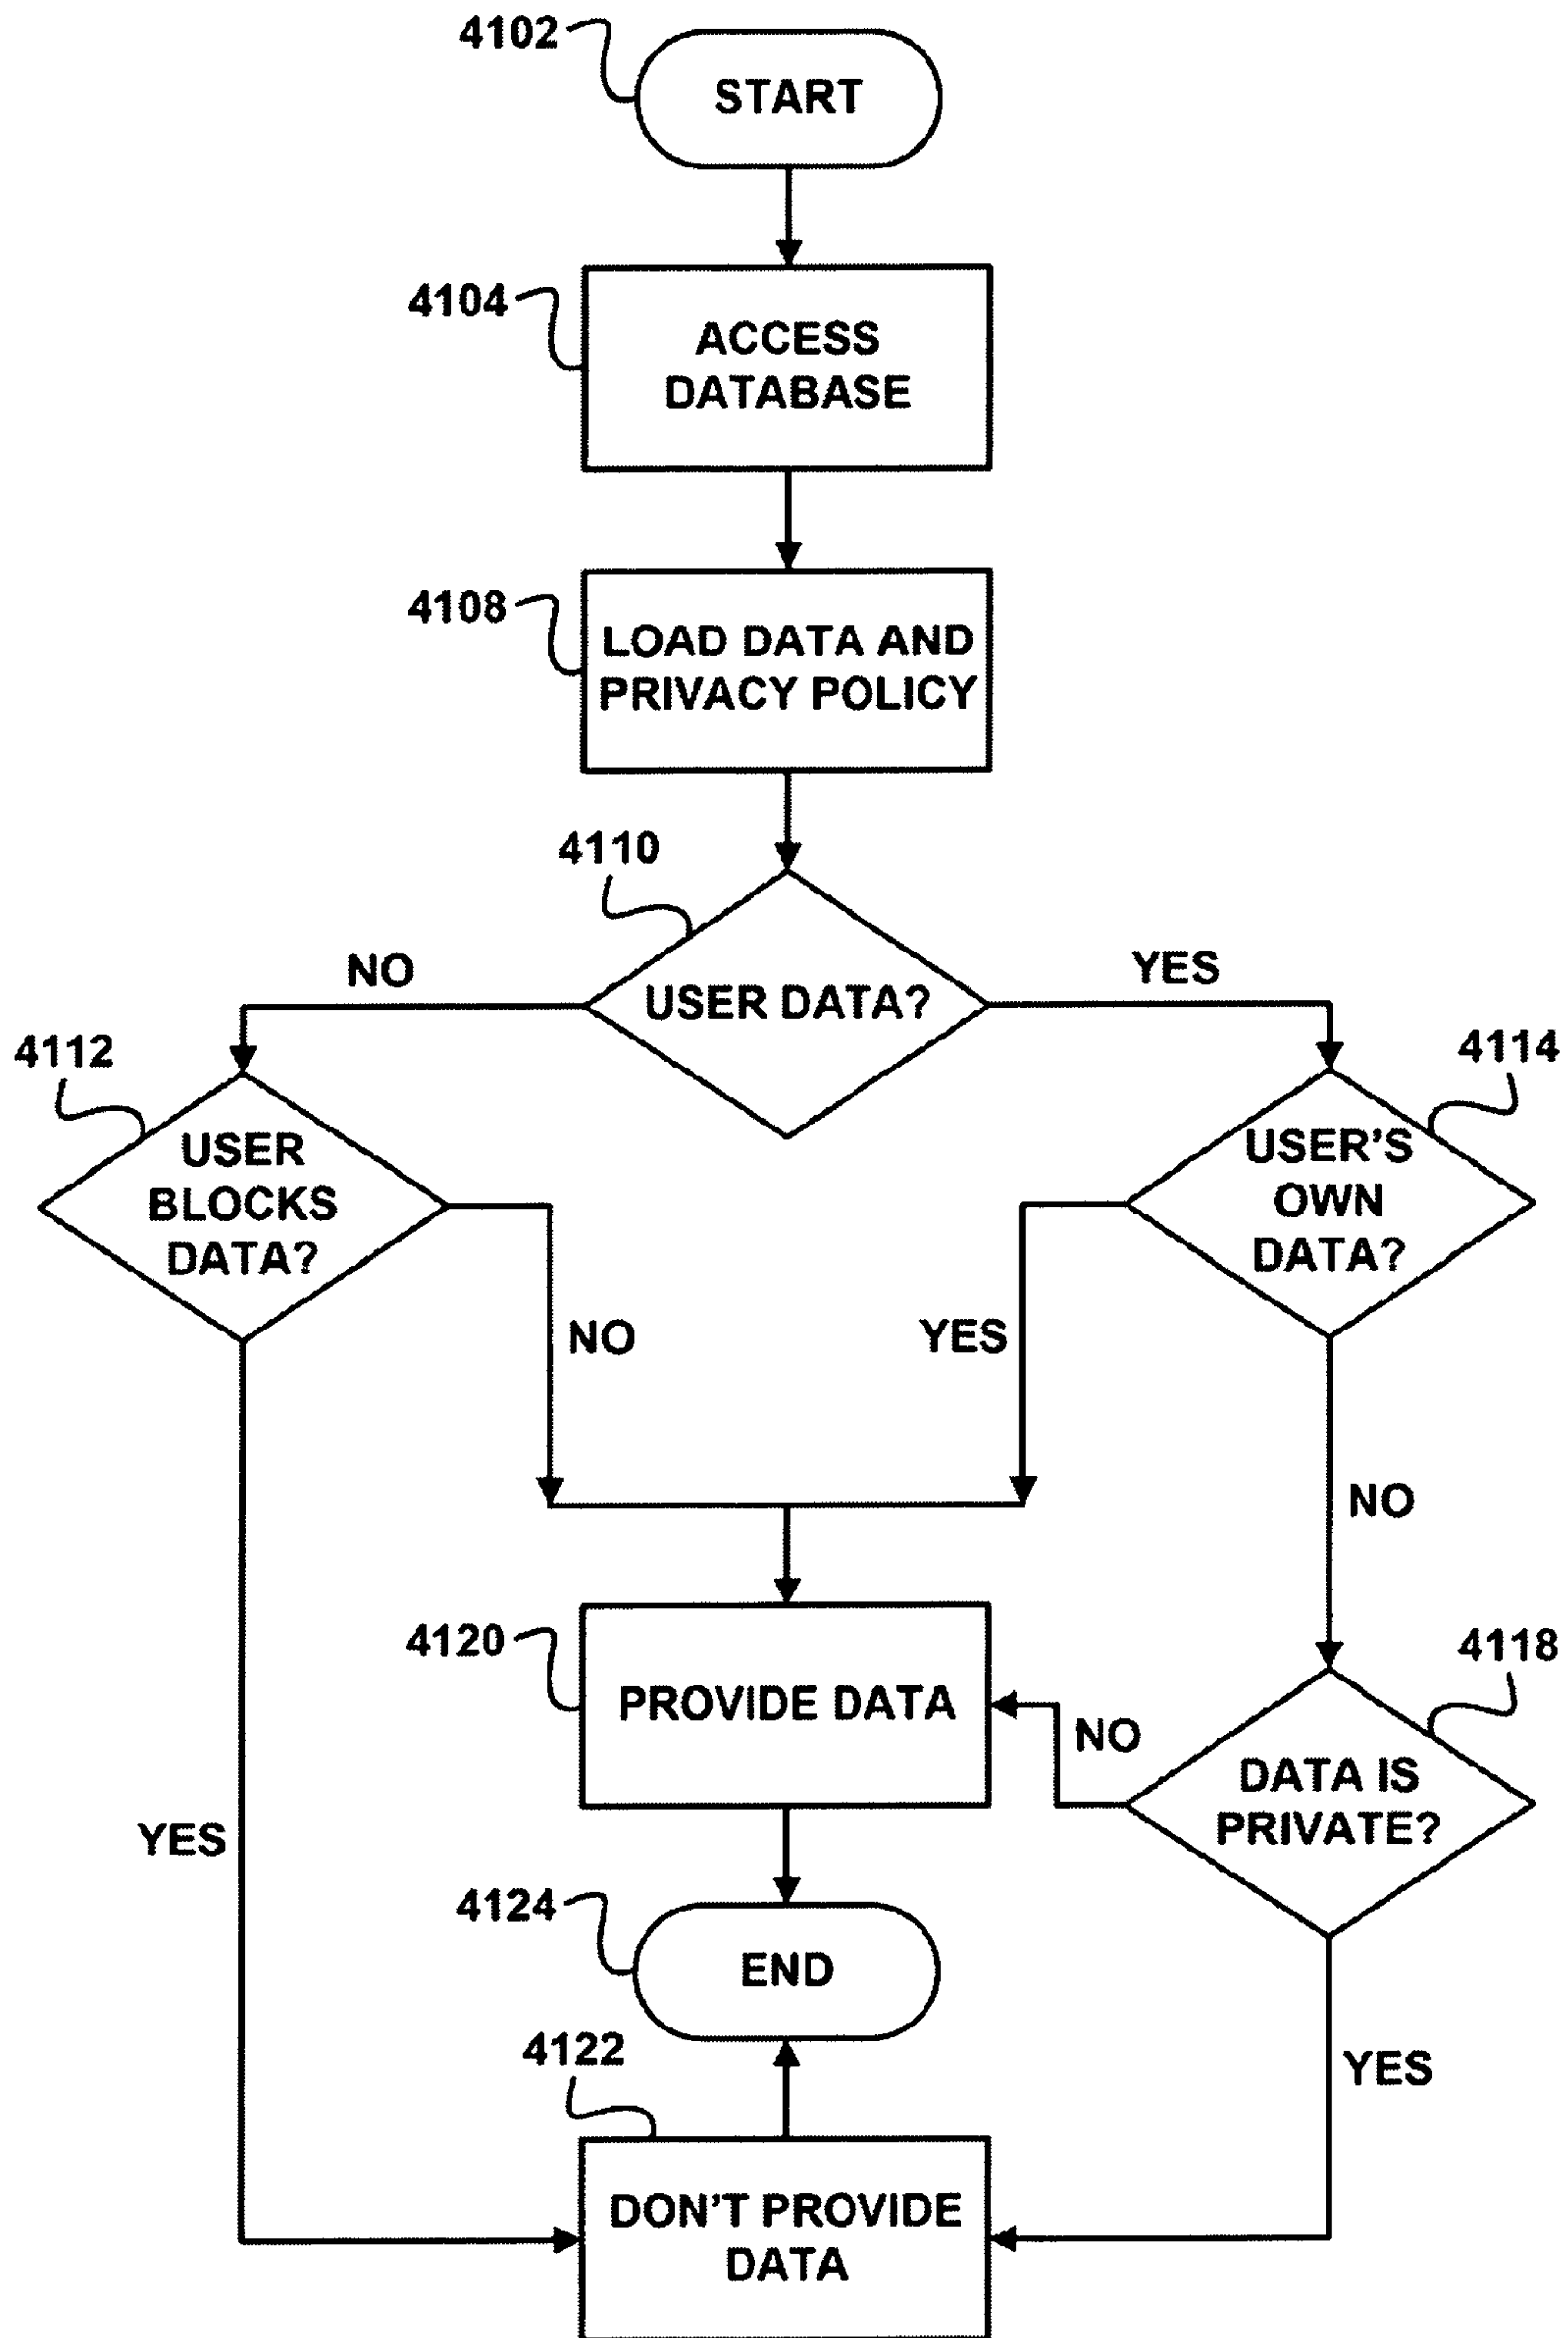 4102
START
4104
ACCESS
DATABASE
4108
LOAD DATA AND
PRIVACY POLICY
4110
USER DATA?
NO
YES
4112
USER
BLOCKS
DATA?
4114
USER'S
OWN
DATA?
NO
YES
NO
4120
PROVIDE DATA
4118
DATA IS
PRIVATE?
NO
YES
4124
END
4122
YES
DON'T PROVIDE
DATA